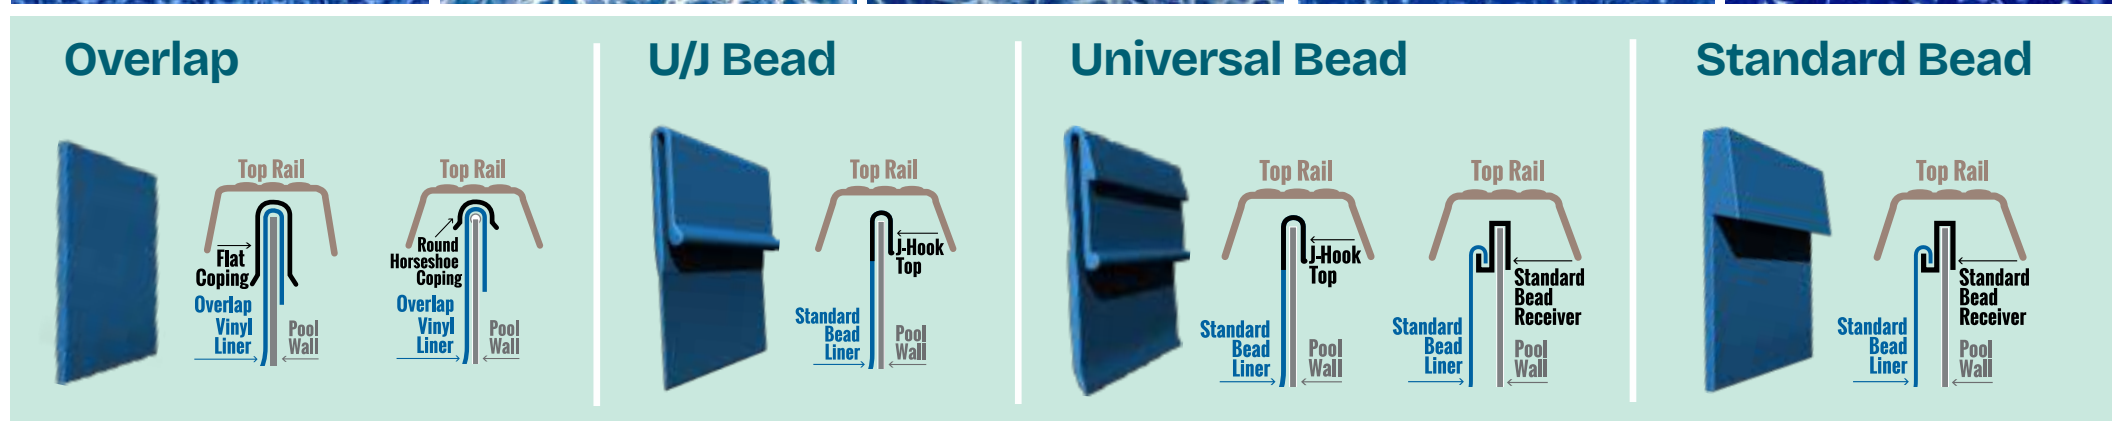 Overlap
Top Rail
Flat
Coping
Overlap
Vinyl
Liner
Pool
Wall
Top Rail
Round
Horseshoe
Coping
Overlap
Vinyl
Liner
Pool
Wall
U/J Bead
Top Rail
J-Hook
Top
Standard
Bead
Liner
Pool
Wall
Universal Bead
Top Rail
J-Hook
Top
Standard
Bead
Liner
Pool
Wall
Top Rail
Standard
Bead
Receiver
Standard
Bead
Liner
Pool
Wall
Standard Bead
Top Rail
Standard
Bead
Receiver
Standard
Bead
Liner
Pool
Wall